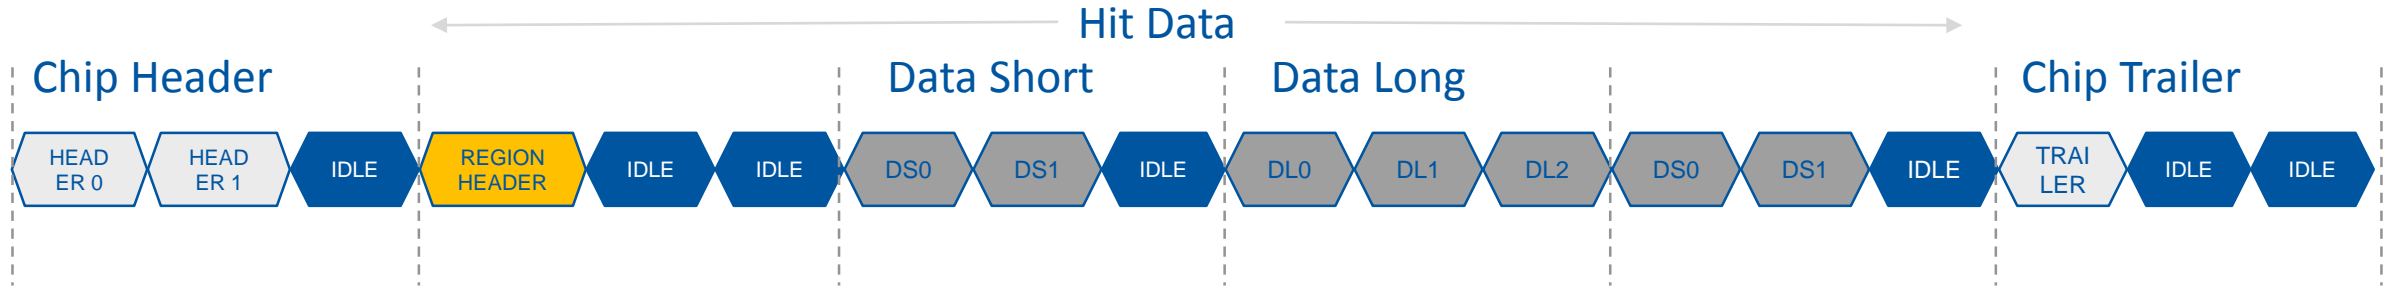 Hit Data
Chip Header
Data Short
Data Long
Chip Trailer
HEAD
ER 0
HEAD
ER 1
IDLE
REGION
HEADER
IDLE
IDLE
DS0
DS1
IDLE
DL0
DL1
DL2
DS0
DS1
IDLE
TRAI
LER
IDLE
IDLE